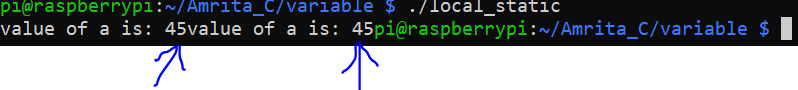 pi@raspberrypi:~/Amrita_C/variable $ ./local_static
value of a is: 45value of a is: 45pi@raspberrypi:~/Amrita_C/variable $